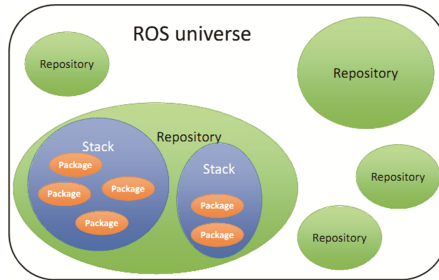 ROS universe
Repository
Repository
Repository
Stack
Package
Package
Package
Package
Stack
Package
Package
Repository
Repository